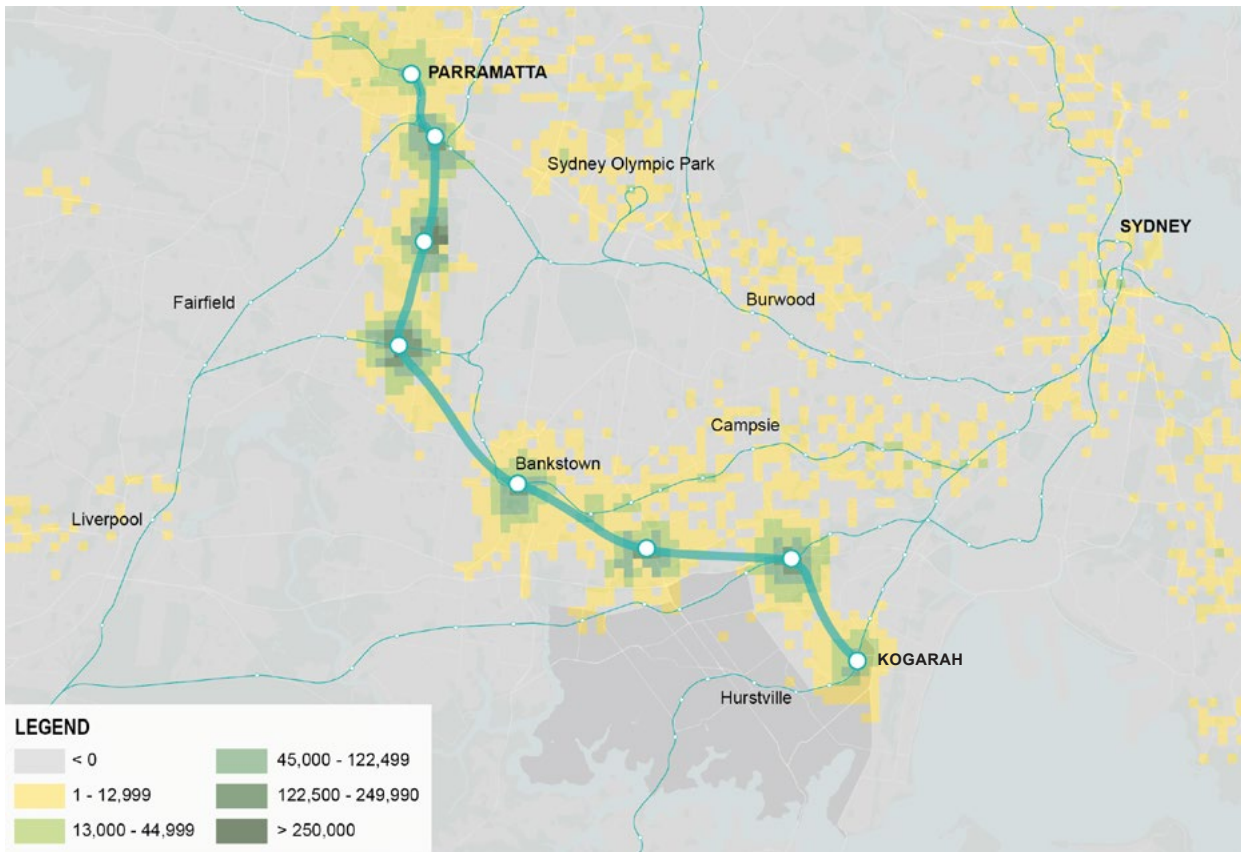 PARRAMATTA
Sydney Olympic Park
SYDNEY
Fairfield
Burwood
Campsie
Bankstown
Liverpool
KOGARAH
Hurstville
LEGEND
< 0
45,000 - 122,499
1 - 12,999
122,500 - 249,990
13,000 - 44,999
> 250,000